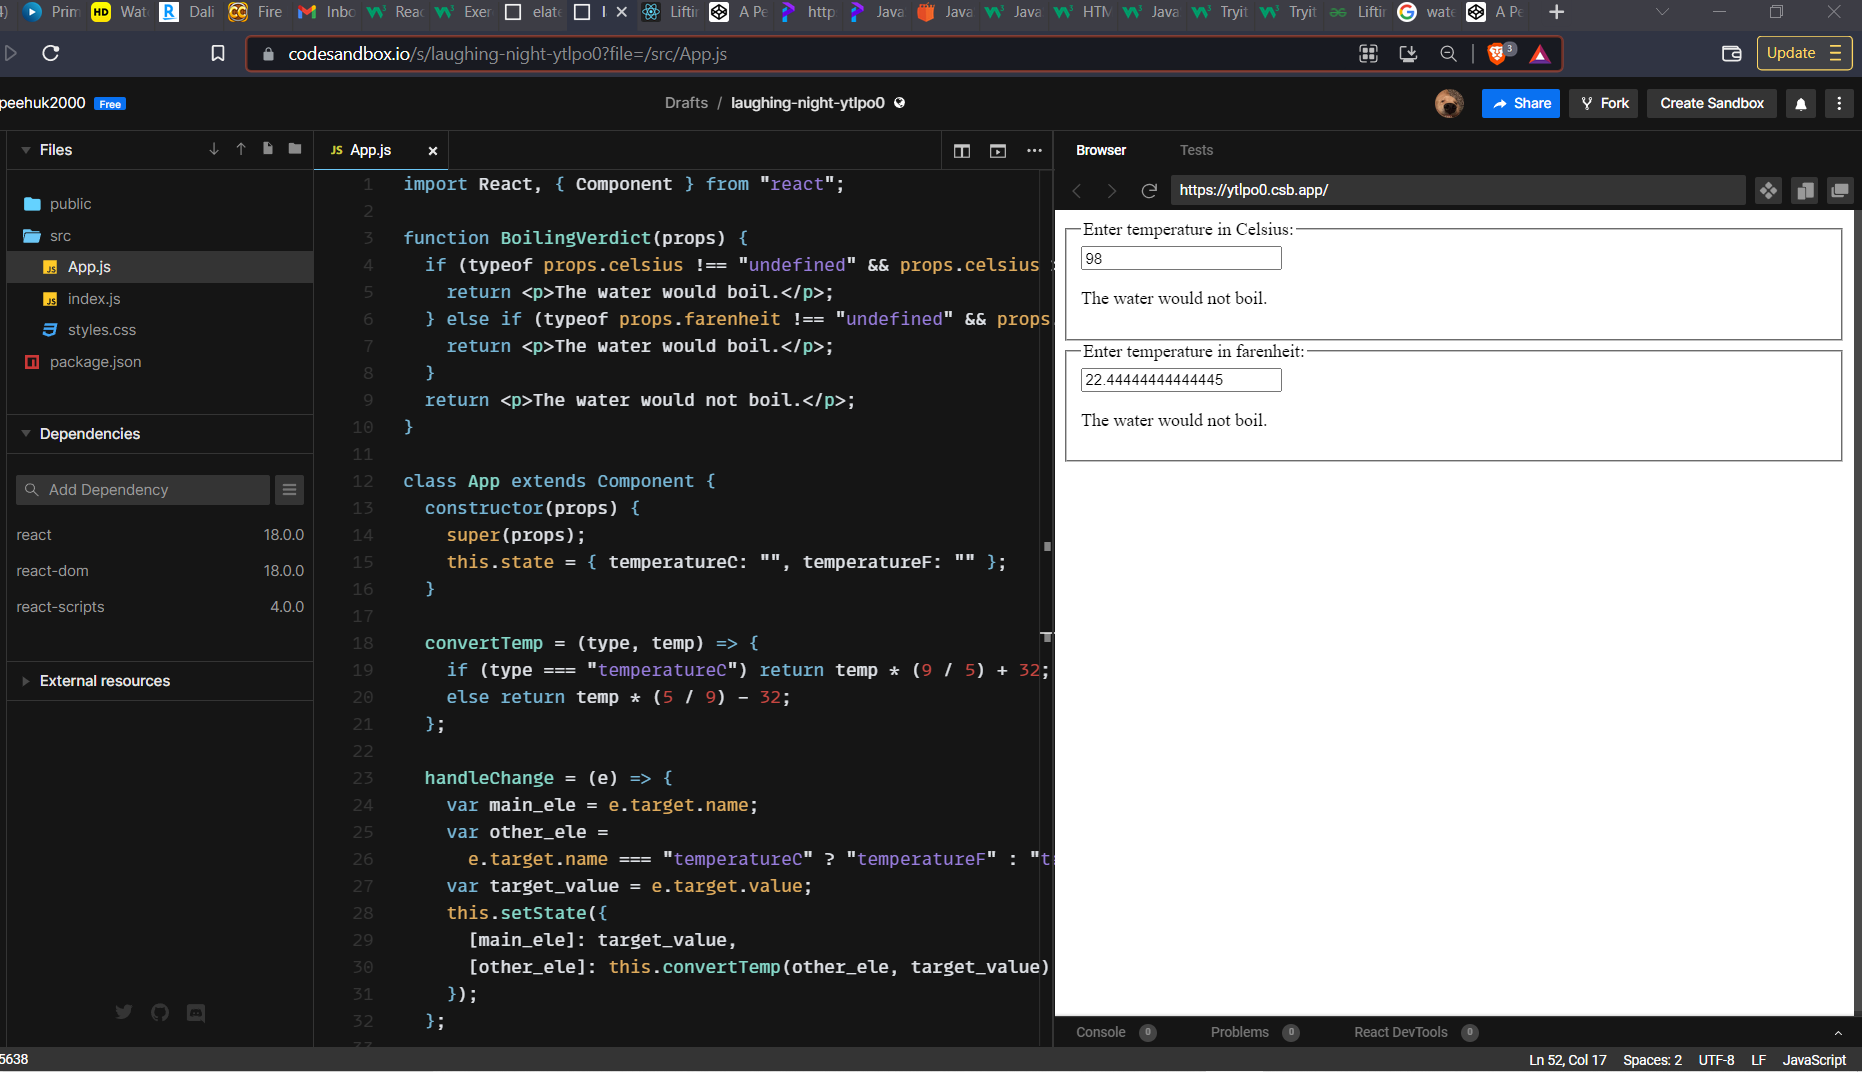 4) Prim HD Wat R Dali CC Fire Inbo Rea Exer elate I Liftin A Pe http Java Java Java HTM Java Tryit Tryit Liftin wate A Pe
codesandbox.io/s/laughing-night-ytlpo0?file=/src/App.js 3 Update
peehuk2000 Free Drafts / laughing-night-ytlpo0 Share Fork Create Sandbox
Files
public
src
JS App.js
JS index.js
styles.css
package.json
Dependencies
Add Dependency
react 18.0.0
react-dom 18.0.0
react-scripts 4.0.0
External resources
JS App.js
1 import React, { Component } from "react";
2
3 function BoilingVerdict(props) {
4 if (typeof props.celsius !== "undefined" && props.celsius
5 return <p>The water would boil.</p>;
6 } else if (typeof props.farenheit !== "undefined" && props.
7 return <p>The water would boil.</p>;
8 }
9 return <p>The water would not boil.</p>;
10 }
11
12 class App extends Component {
13 constructor(props) {
14 super(props);
15 this.state = { temperatureC: "", temperatureF: "" };
16 }
17
18 convertTemp = (type, temp) => {
19 if (type === "temperatureC") return temp * (9 / 5) + 32;
20 else return temp * (5 / 9) - 32;
21 };
22
23 handleChange = (e) => {
24 var main_ele = e.target.name;
25 var other_ele =
26 e.target.name === "temperatureC" ? "temperatureF" : "t
27 var target_value = e.target.value;
28 this.setState({
29 [main_ele]: target_value,
30 [other_ele]: this.convertTemp(other_ele, target_value)
31 });
32 };
Browser Tests
https://ytlpo0.csb.app/
Enter temperature in Celsius:
98
The water would not boil.
Enter temperature in farenheit:
22.44444444444445
The water would not boil.
Console 0 Problems 0 React DevTools 0
5638 Ln 52, Col 17 Spaces: 2 UTF-8 LF JavaScript